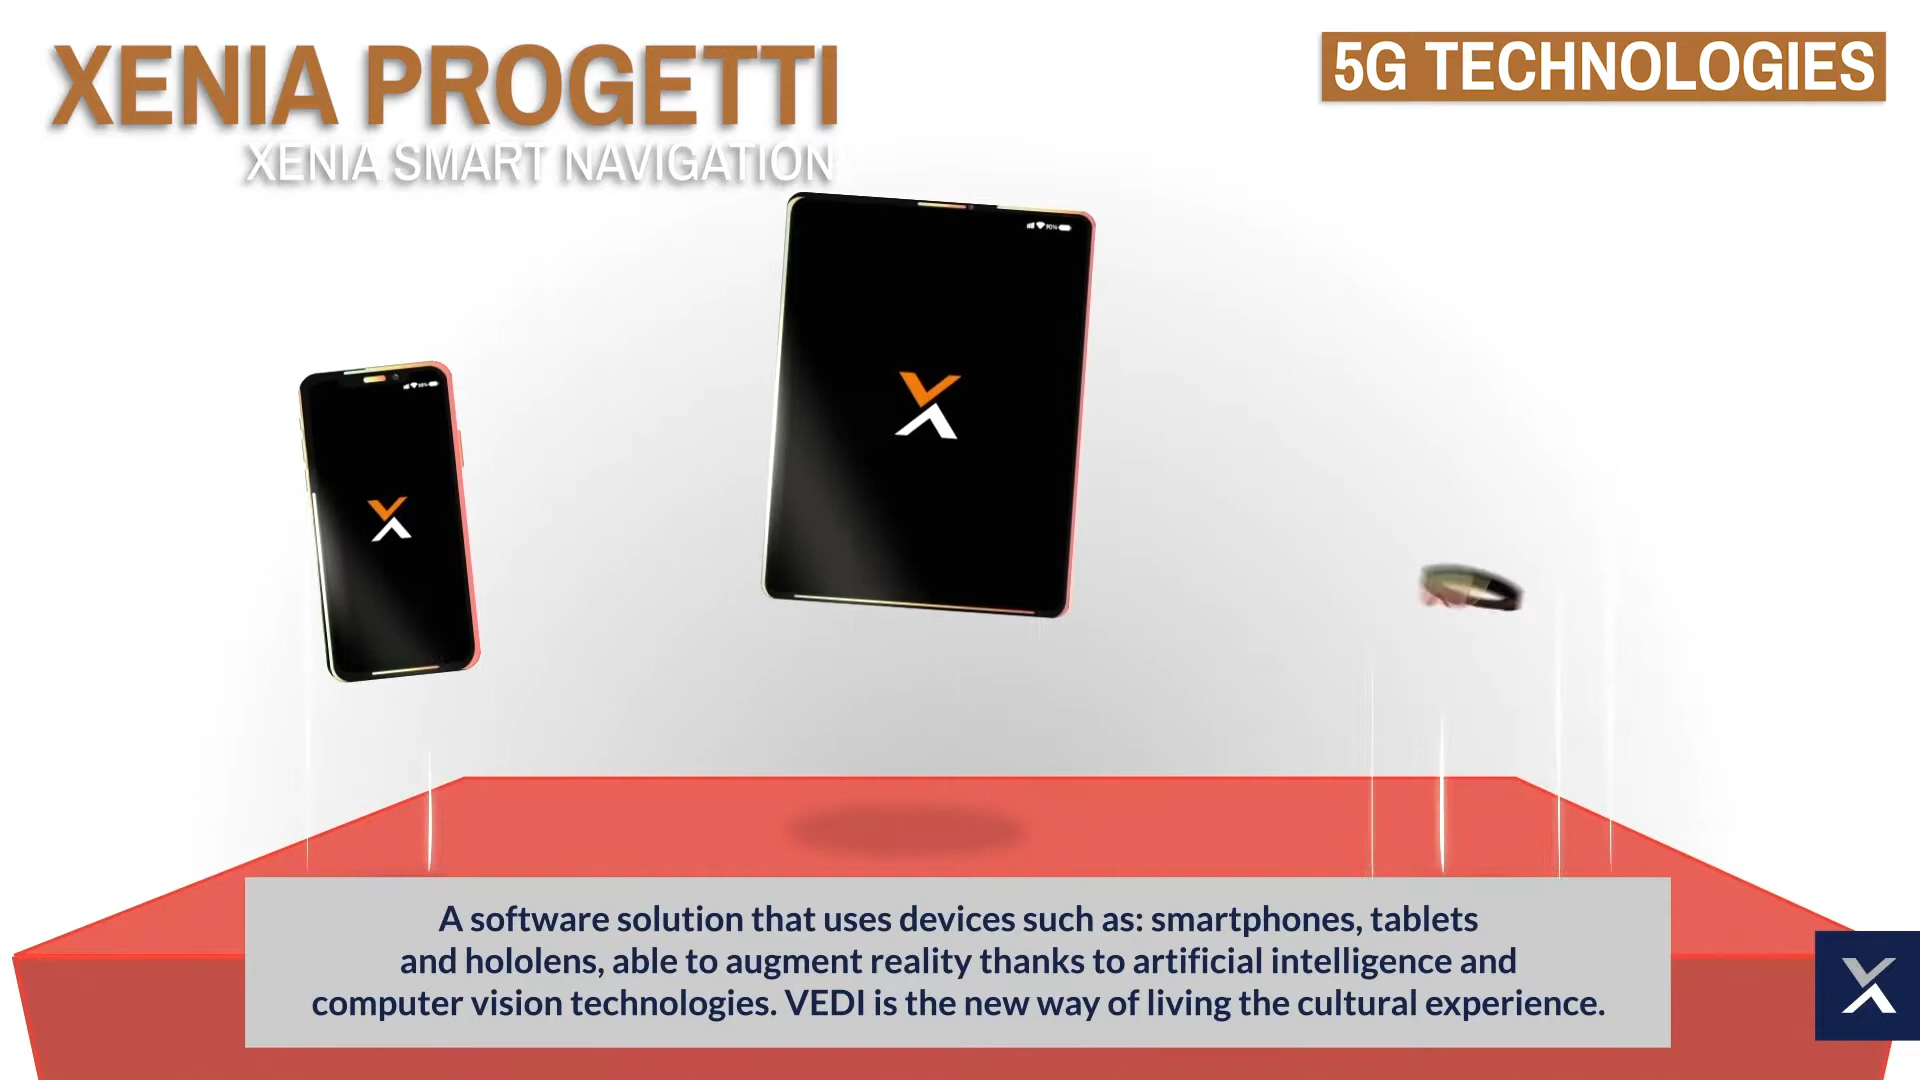 XENIA PROGETTI
XENIA SMART NAVIGATION
5G TECHNOLOGIES
A software solution that uses devices such as: smartphones, tablets
and hololens, able to augment reality thanks to artificial intelligence and
computer vision technologies. VEDI is the new way of living the cultural experience.